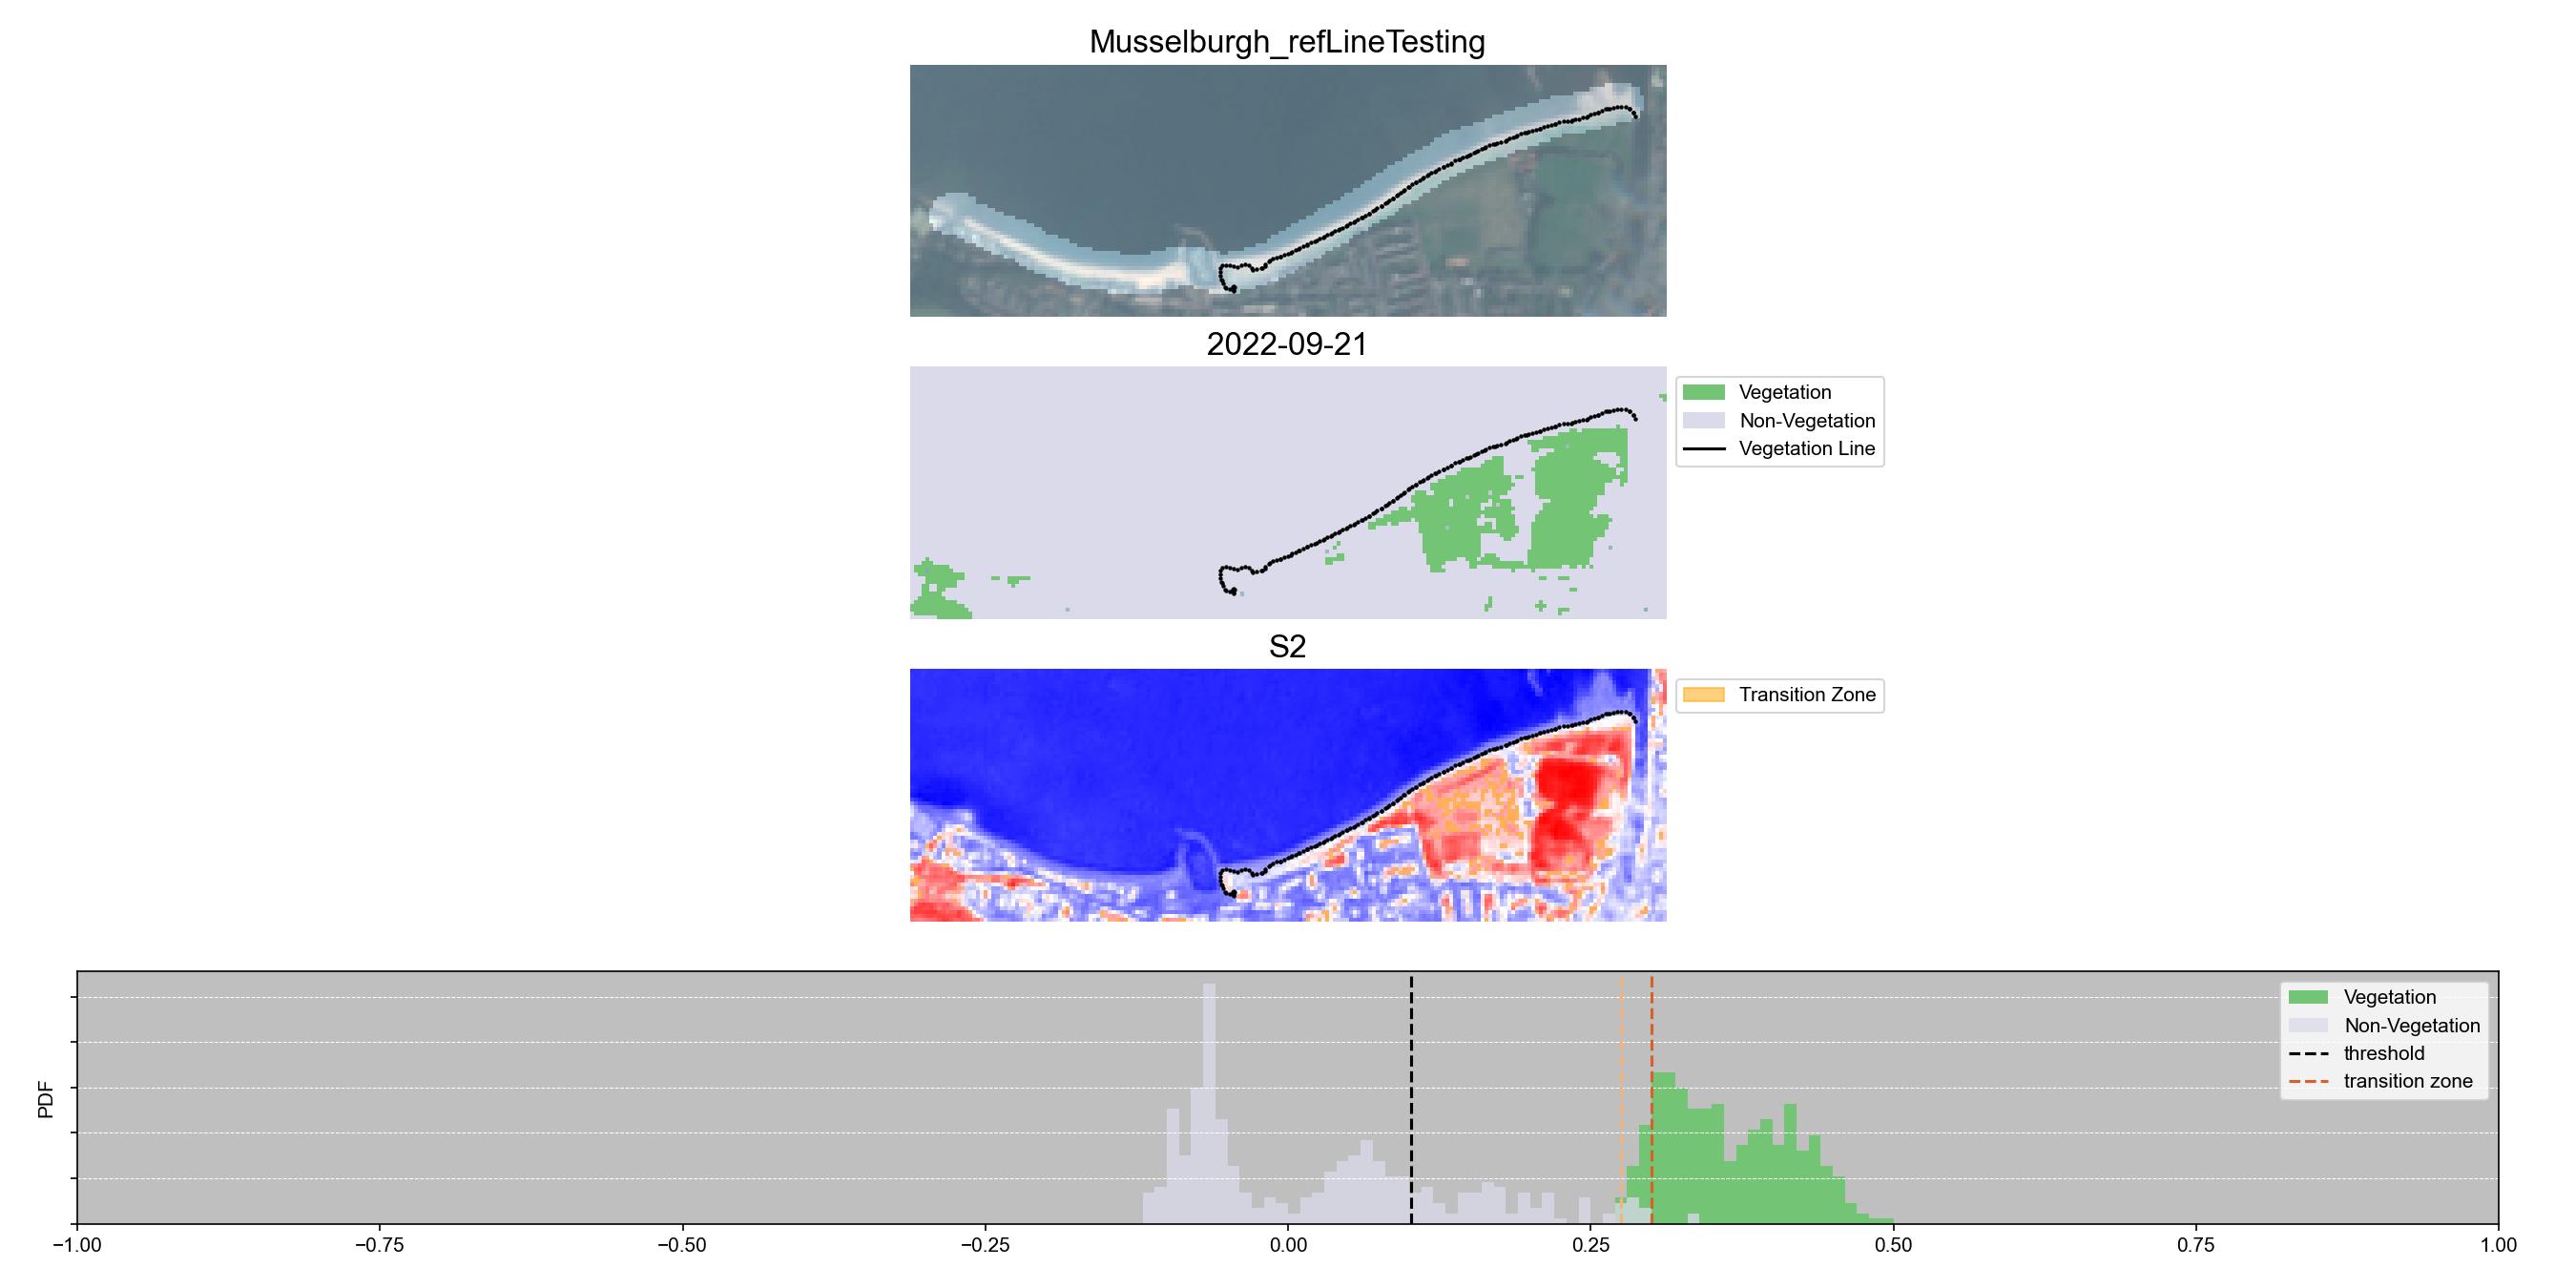 Musselburgh_refLineTesting
2022-09-21
Vegetation
Non-Vegetation
Vegetation Line
S2
Transition Zone
PDF
Vegetation
Non-Vegetation
threshold
transition zone
−1.00 −0.75 −0.50 −0.25 0.00 0.25 0.50 0.75 1.00